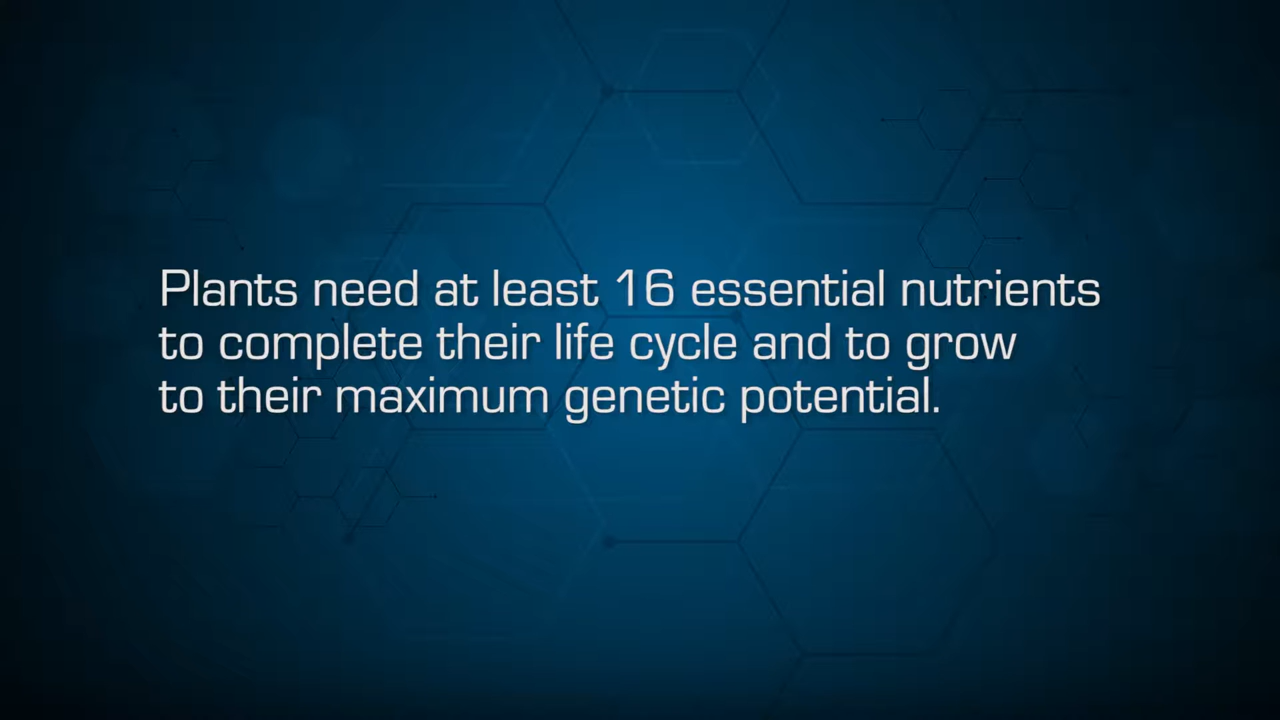 Plants need at least 16 essential nutrients
to complete their life cycle and to grow
to their maximum genetic potential.